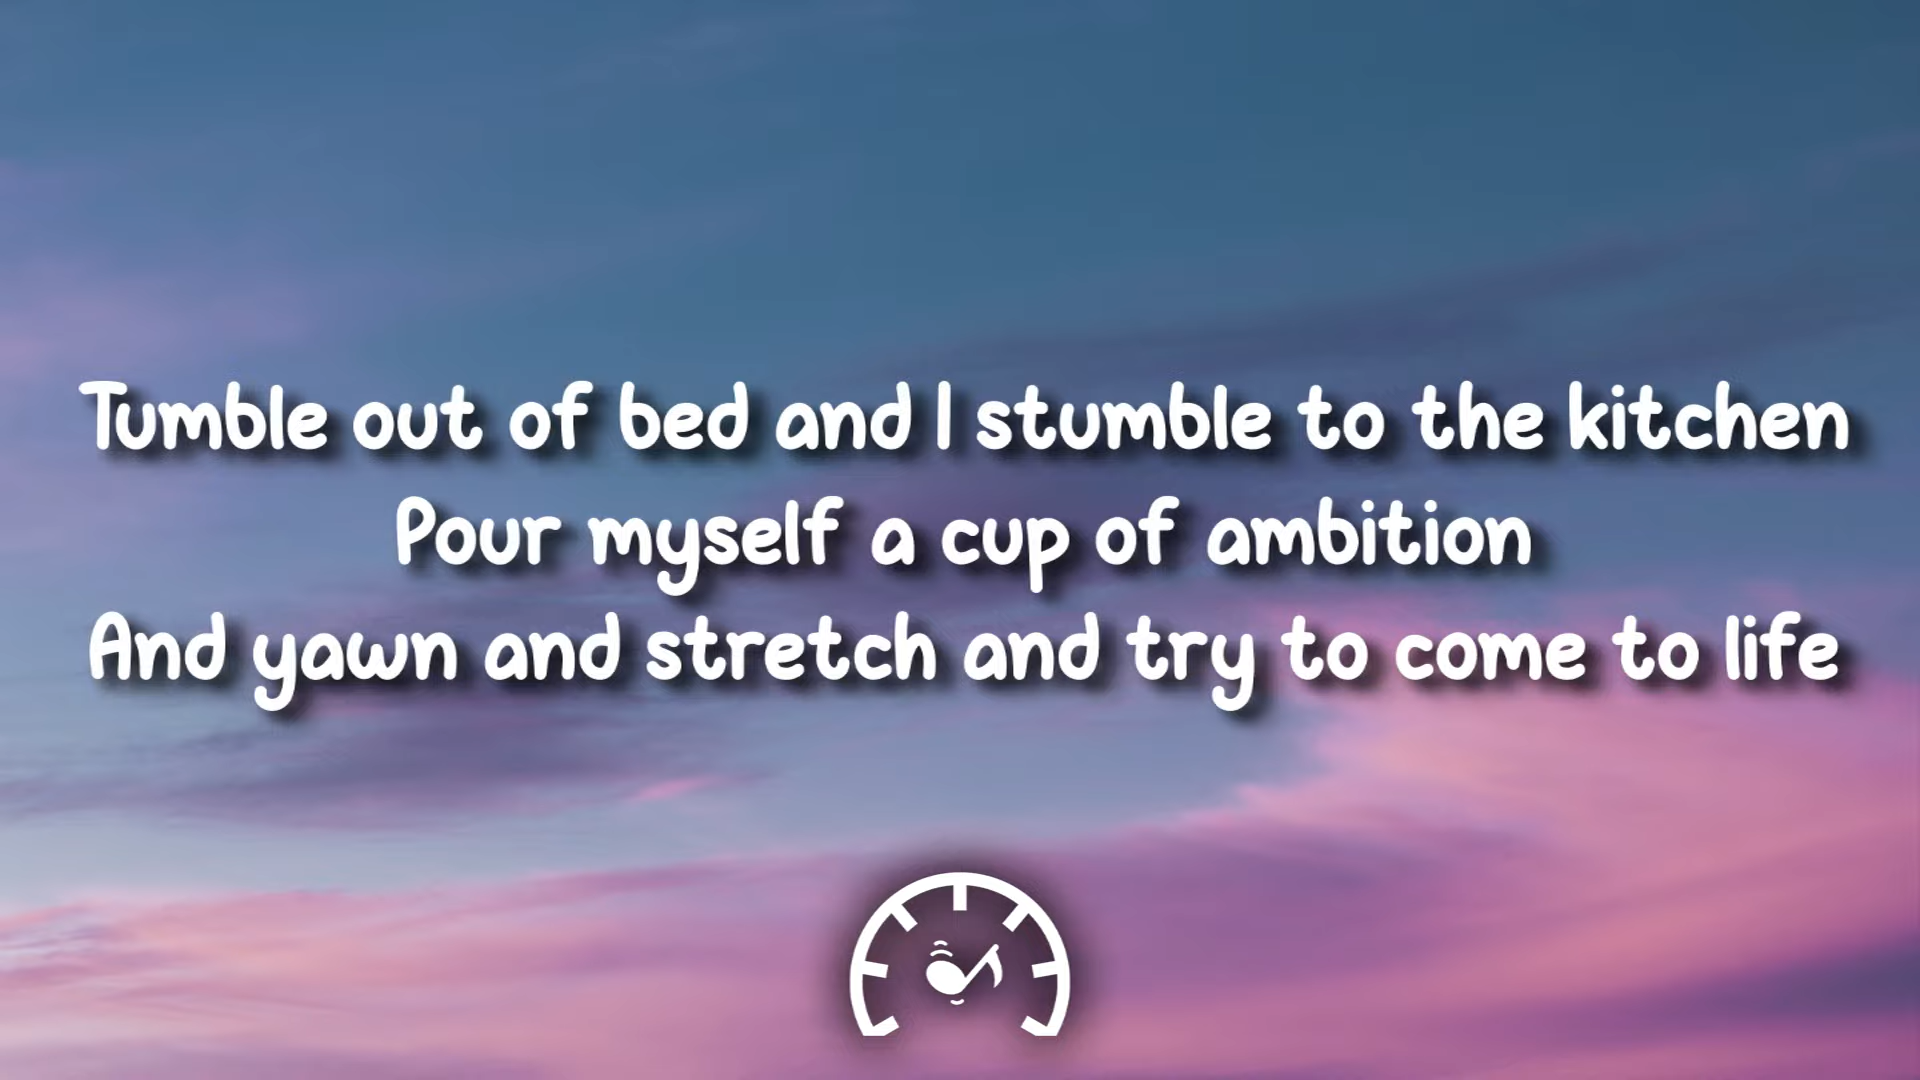 Tumble out of bed and I stumble to the kitchen
Pour myself a cup of ambition
And yawn and stretch and try to come to life